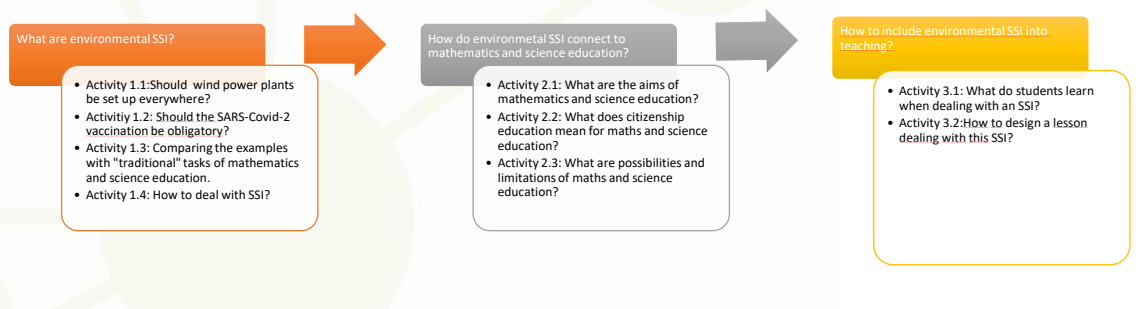 What are environmental SSI?
• Activity 1.1:Should wind power plants
be set up everywhere?
• Activitiy 1.2: Should the SARS-Covid-2
vaccination be obligatory?
• Activity 1.3: Comparing the examples
with "traditional" tasks of mathematics
and science education.
• Activity 1.4: How to deal with SSI?
How do environmetal SSI connect to
mathematics and science education?
• Activity 2.1: What are the aims of
mathematics and science education?
• Activity 2.2: What does citizenship
education mean for maths and science
education?
• Activity 2.3: What are possibilities and
limitations of maths and science
education?
How to include environmental SSI into
teaching?
• Activity 3.1: What do students learn
when dealing with an SSI?
• Activity 3.2:How to design a lesson
dealing with this SSI?